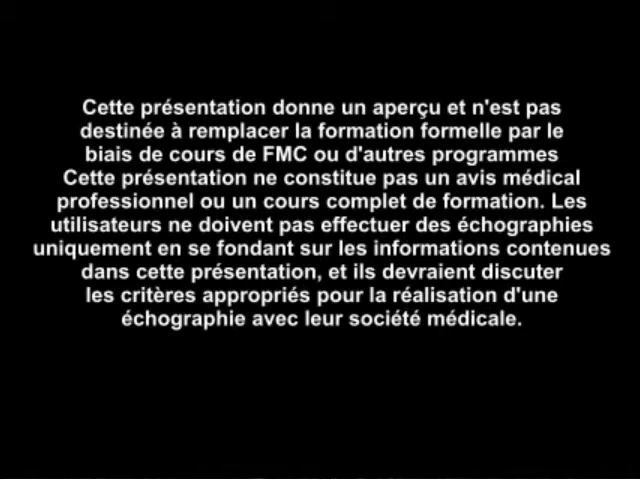 Cette présentation donne un aperçu et n'est pas
destinée à remplacer la formation formelle par le
biais de cours de FMC ou d'autres programmes
Cette présentation ne constitue pas un avis médical
professionnel ou un cours complet de formation. Les
utilisateurs ne doivent pas effectuer des échographies
uniquement en se fondant sur les informations contenues
dans cette présentation, et ils devraient discuter
les critères appropriés pour la réalisation d'une
échographie avec leur société médicale.